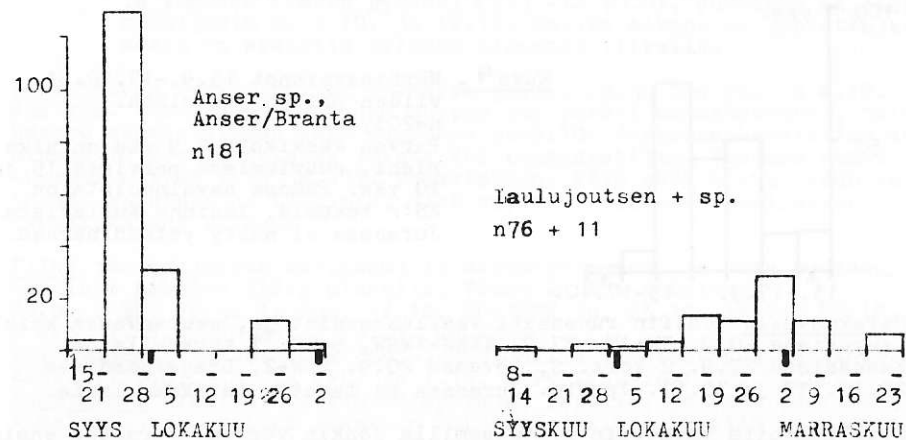 100
20
Anser sp.,
Anser/Branta
n181
15-
21 28 5 12 19 26 2
SYYS LOKAKUU
Laulujoutsen + sp.
n76 + 11
8-
14 21 28 5 12 19 26 2 9 16 23
SYYSKUU LOKAKUU MARRASKUU